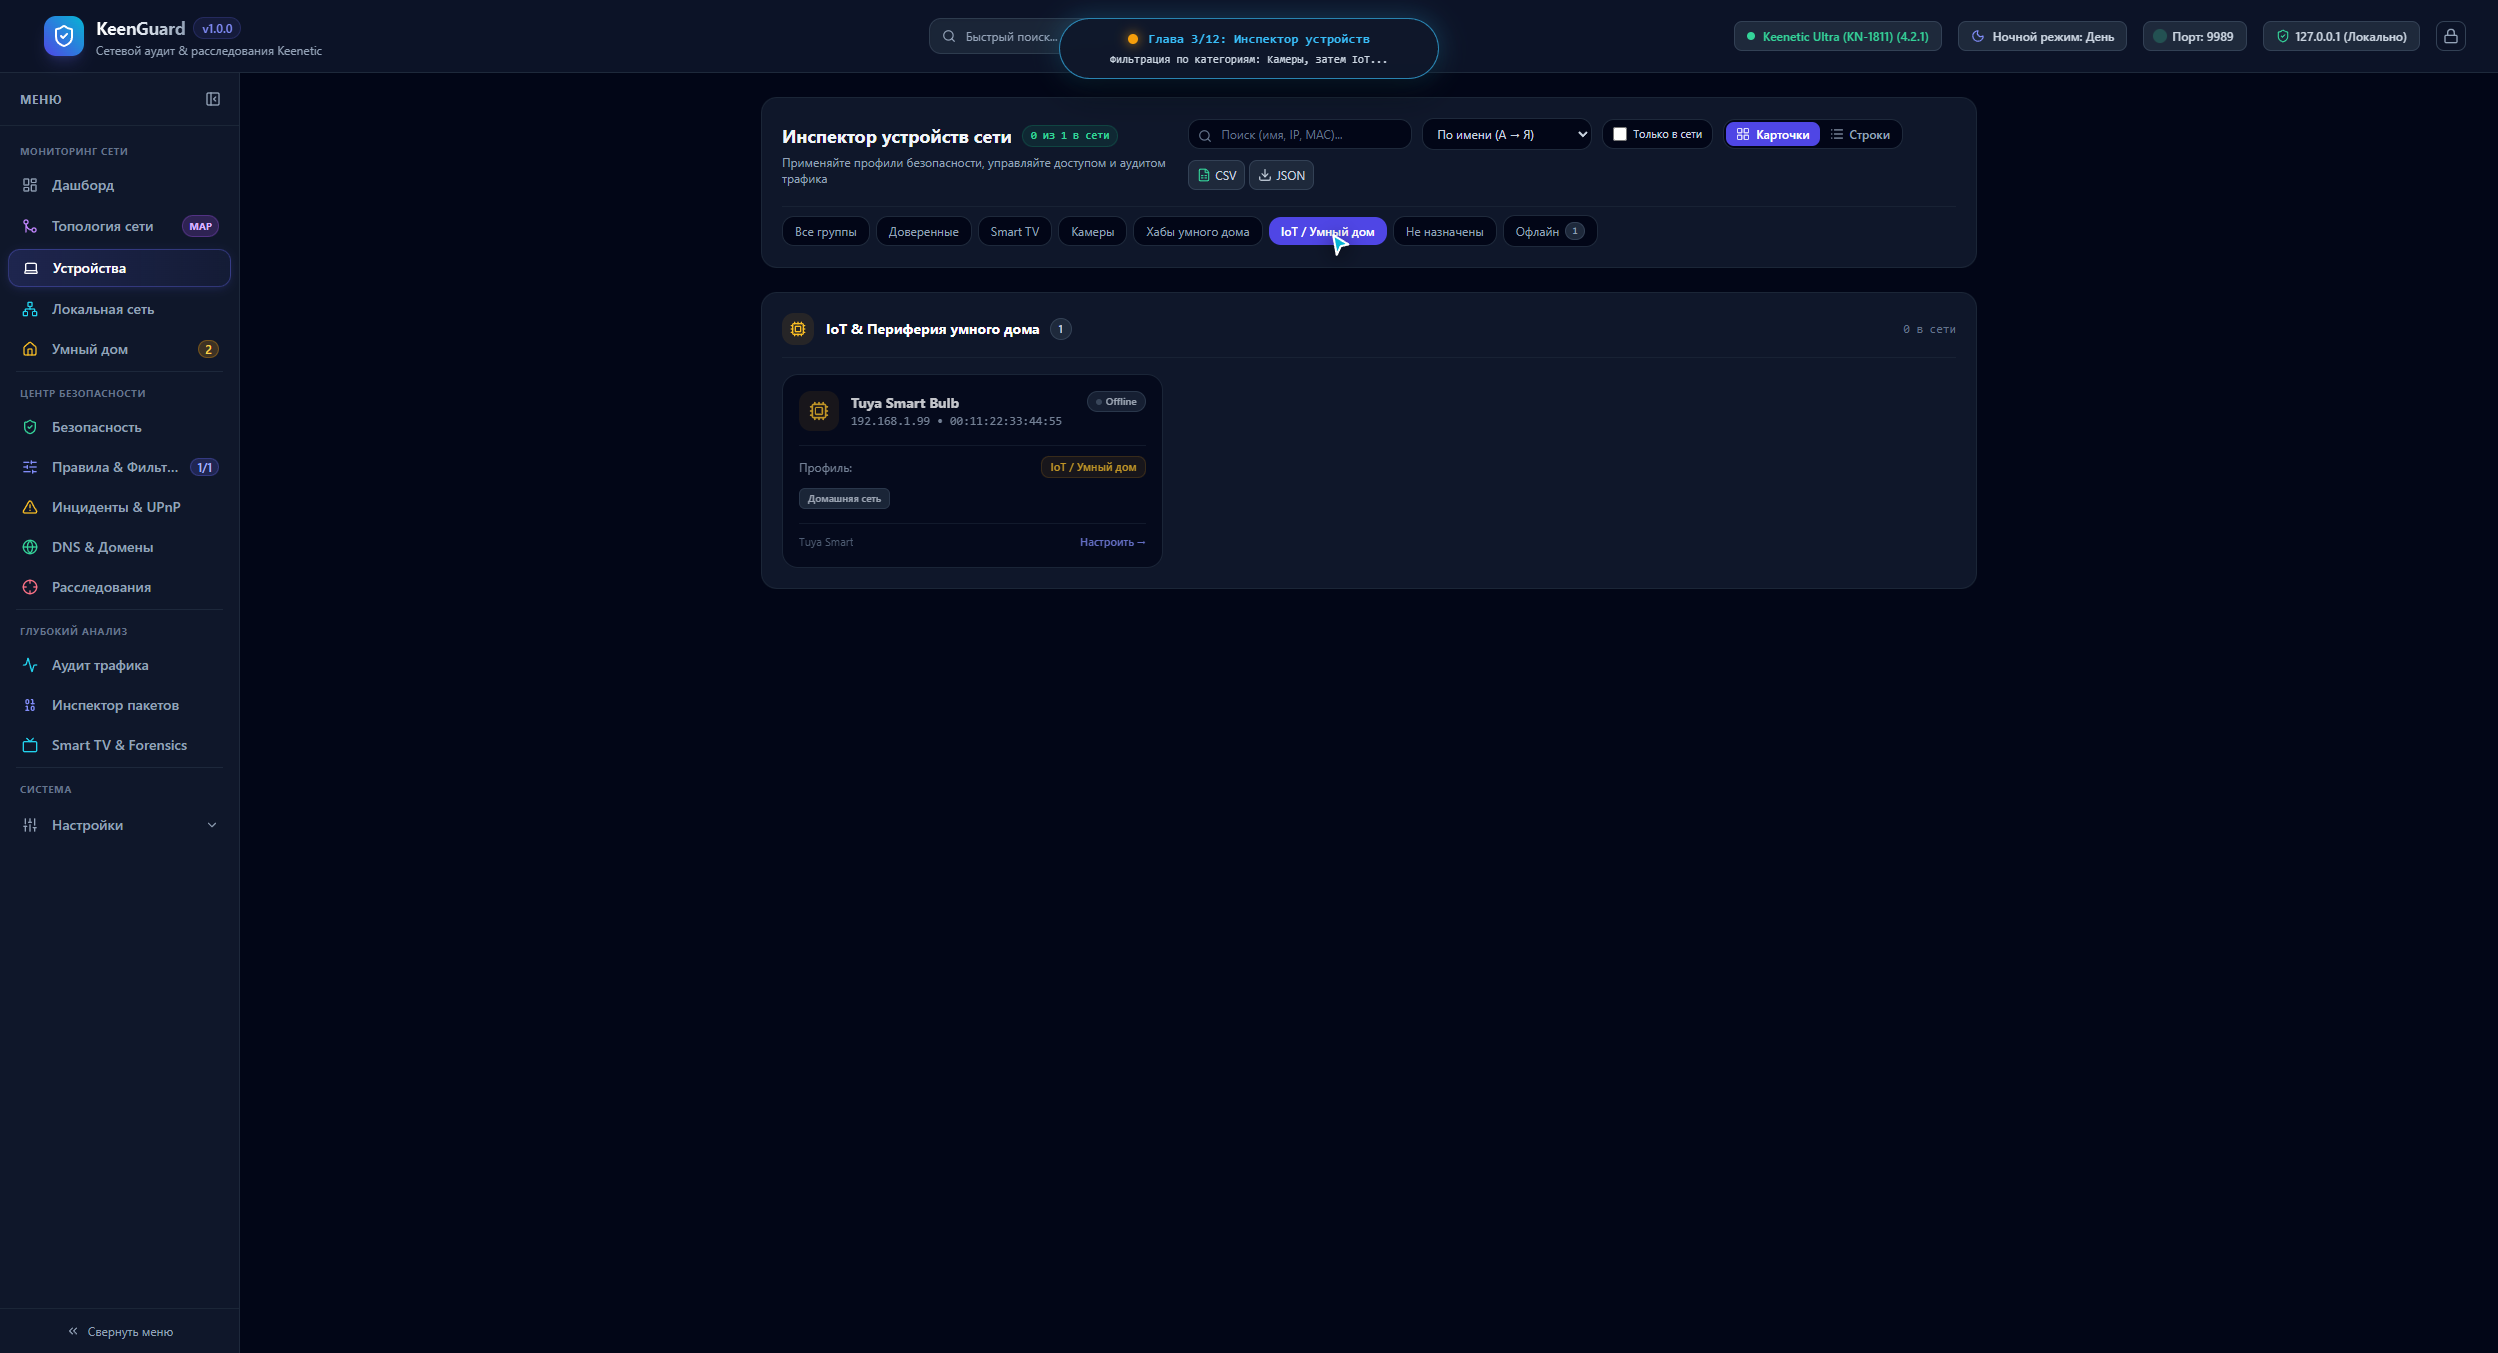 KeenGuard v1.0.0
Сетевой аудит & расследования Keenetic
Быстрый поиск...
Глава 3/12: Инспектор устройств
Фильтрация по категориям: Камеры, затем IoT...
Keenetic Ultra (KN-1811) (4.2.1)
Ночной режим: День
Порт: 9989
127.0.0.1 (Локально)
МЕНЮ
МОНИТОРИНГ СЕТИ
Дашборд
Топология сети MAP
Устройства
Локальная сеть
Умный дом 2
ЦЕНТР БЕЗОПАСНОСТИ
Безопасность
Правила & Фильт... 1/1
Инциденты & UPnP
DNS & Домены
Расследования
ГЛУБОКИЙ АНАЛИЗ
Аудит трафика
Инспектор пакетов
Smart TV & Forensics
СИСТЕМА
Настройки
Свернуть меню
Инспектор устройств сети 0 из 1 в сети
Применяйте профили безопасности, управляйте доступом и аудитом
трафика
Поиск (имя, IP, MAC)...
По имени (А → Я)
Только в сети
Карточки
Строки
CSV
JSON
Все группы
Доверенные
Smart TV
Камеры
Хабы умного дома
IoT / Умный дом
Не назначены
Офлайн 1
IoT & Периферия умного дома 1
0 в сети
Tuya Smart Bulb
Offline
192.168.1.99 • 00:11:22:33:44:55
Профиль:
IoT / Умный дом
Домашняя сеть
Tuya Smart
Настроить →